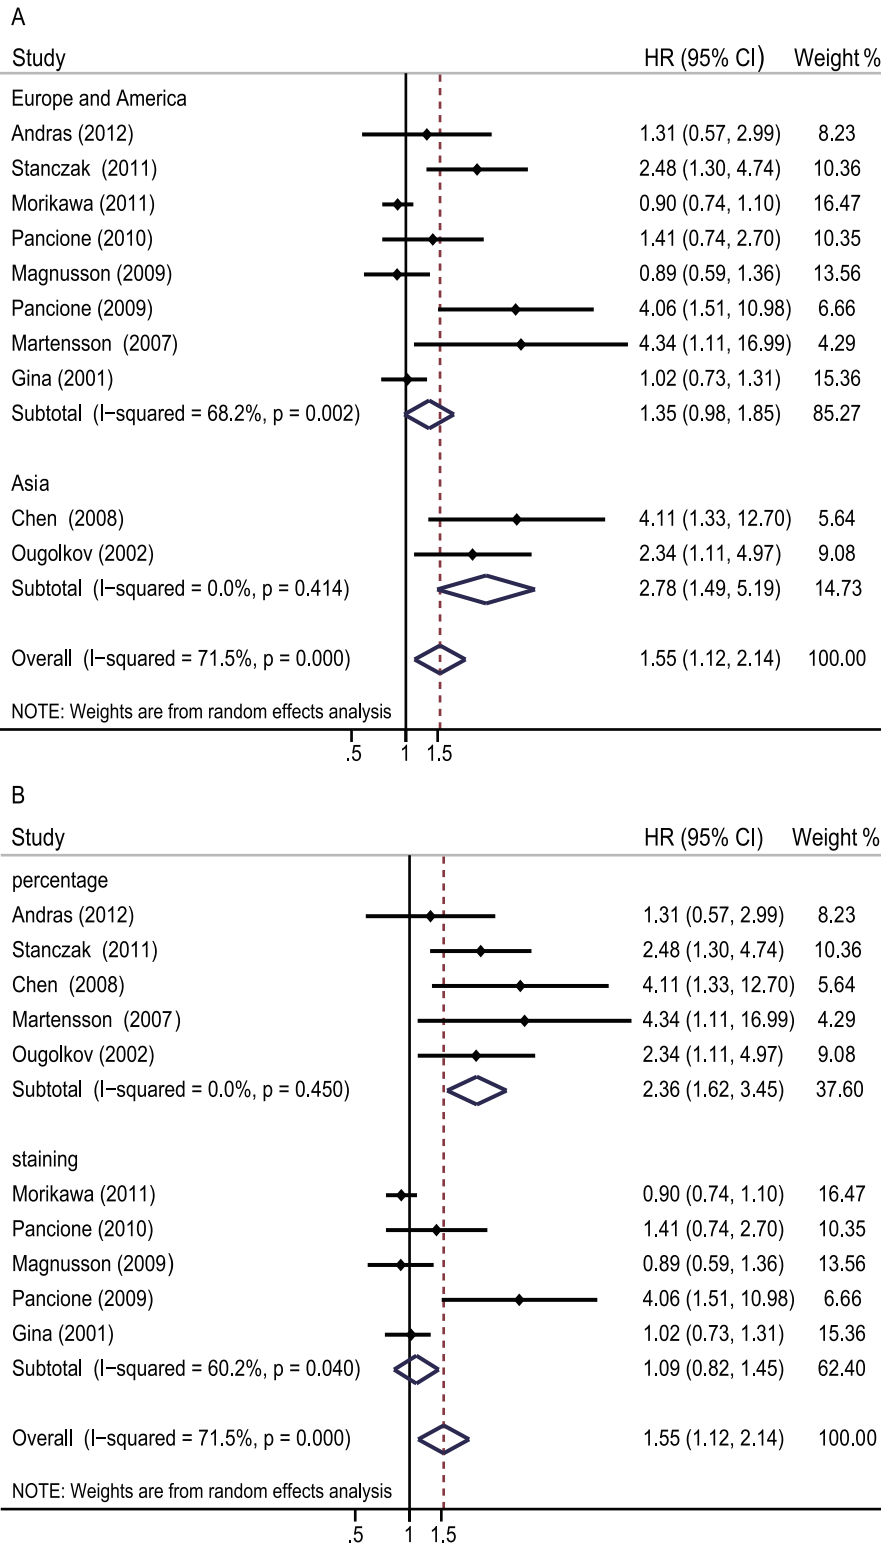 A
Study HR (95% CI) Weight %
Europe and America
Andras (2012) 1.31 (0.57, 2.99) 8.23
Stanczak (2011) 2.48 (1.30, 4.74) 10.36
Morikawa (2011) 0.90 (0.74, 1.10) 16.47
Pancione (2010) 1.41 (0.74, 2.70) 10.35
Magnusson (2009) 0.89 (0.59, 1.36) 13.56
Pancione (2009) 4.06 (1.51, 10.98) 6.66
Martensson (2007) 4.34 (1.11, 16.99) 4.29
Gina (2001) 1.02 (0.73, 1.31) 15.36
Subtotal (I−squared = 68.2%, p = 0.002) 1.35 (0.98, 1.85) 85.27
Asia
Chen (2008) 4.11 (1.33, 12.70) 5.64
Ougolkov (2002) 2.34 (1.11, 4.97) 9.08
Subtotal (I−squared = 0.0%, p = 0.414) 2.78 (1.49, 5.19) 14.73
Overall (I−squared = 71.5%, p = 0.000) 1.55 (1.12, 2.14) 100.00
NOTE: Weights are from random effects analysis
.5 1 1.5
B
Study HR (95% CI) Weight %
percentage
Andras (2012) 1.31 (0.57, 2.99) 8.23
Stanczak (2011) 2.48 (1.30, 4.74) 10.36
Chen (2008) 4.11 (1.33, 12.70) 5.64
Martensson (2007) 4.34 (1.11, 16.99) 4.29
Ougolkov (2002) 2.34 (1.11, 4.97) 9.08
Subtotal (I−squared = 0.0%, p = 0.450) 2.36 (1.62, 3.45) 37.60
staining
Morikawa (2011) 0.90 (0.74, 1.10) 16.47
Pancione (2010) 1.41 (0.74, 2.70) 10.35
Magnusson (2009) 0.89 (0.59, 1.36) 13.56
Pancione (2009) 4.06 (1.51, 10.98) 6.66
Gina (2001) 1.02 (0.73, 1.31) 15.36
Subtotal (I−squared = 60.2%, p = 0.040) 1.09 (0.82, 1.45) 62.40
Overall (I−squared = 71.5%, p = 0.000) 1.55 (1.12, 2.14) 100.00
NOTE: Weights are from random effects analysis
.5 1 1.5